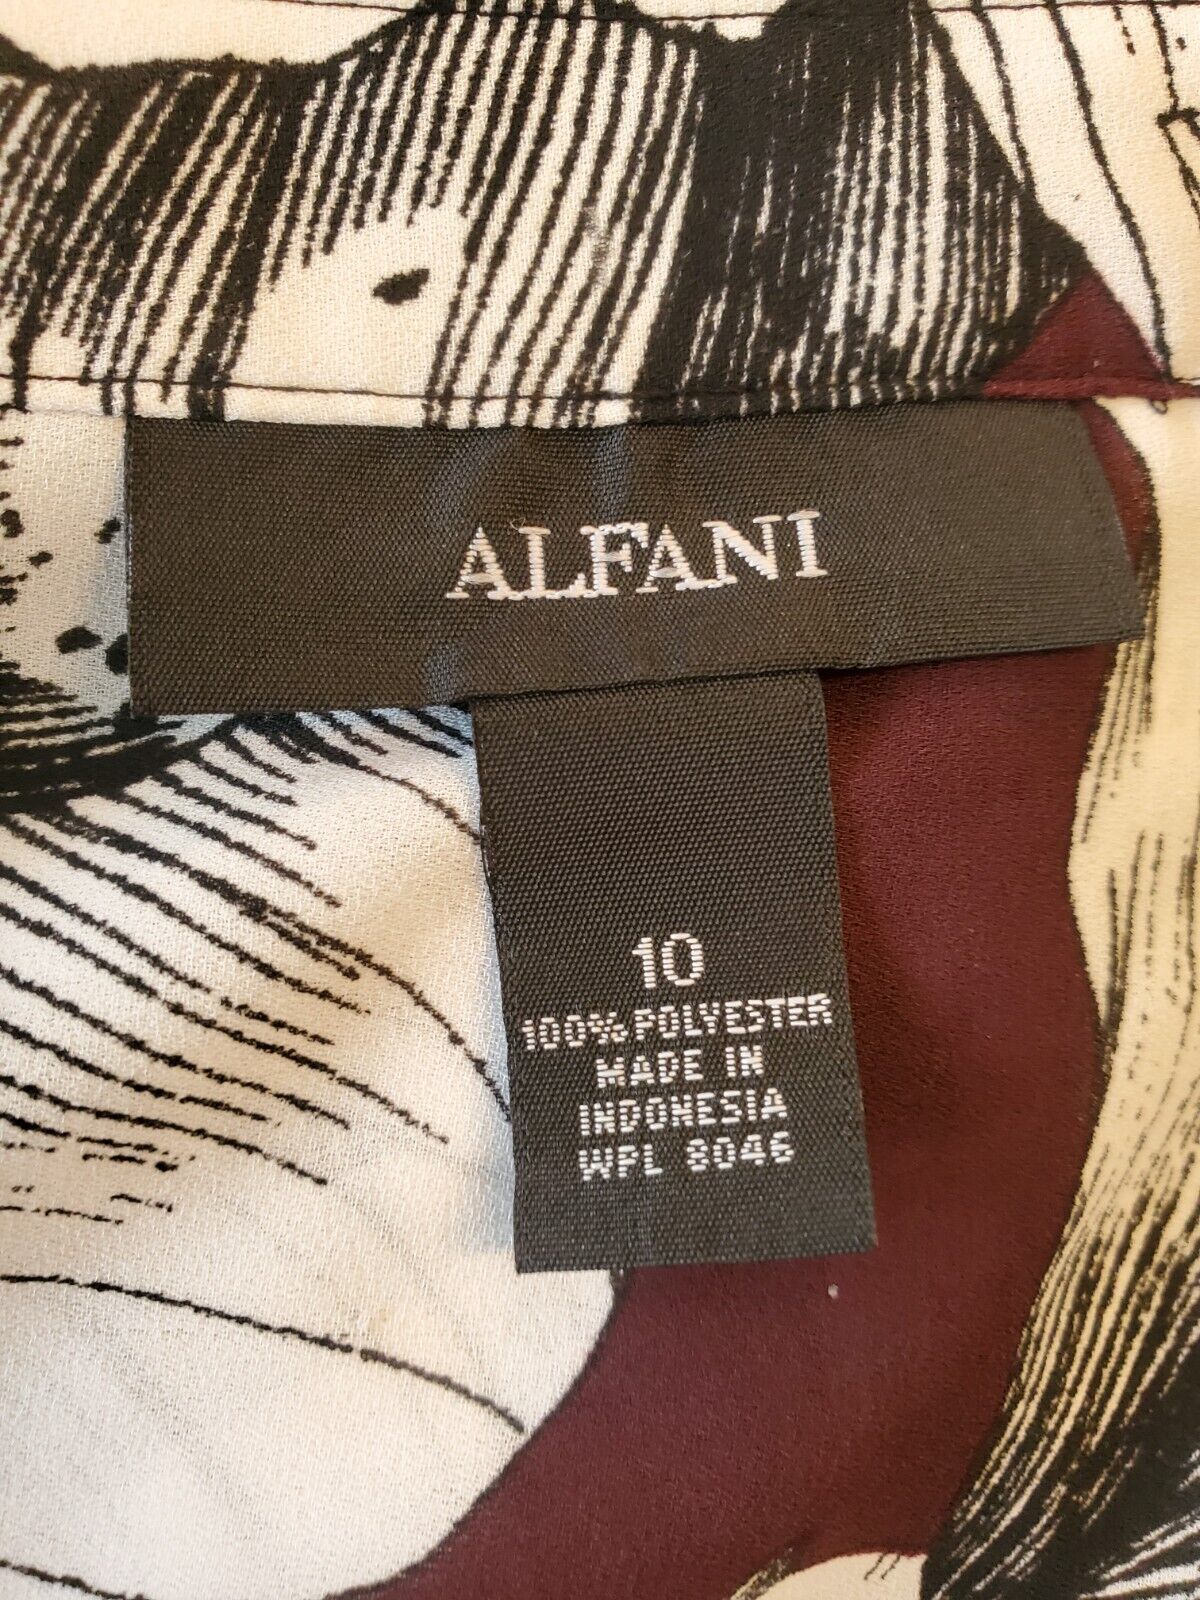 ALFANI
10
100% POLYESTER
MADE IN
INDONESIA
WPL 8046